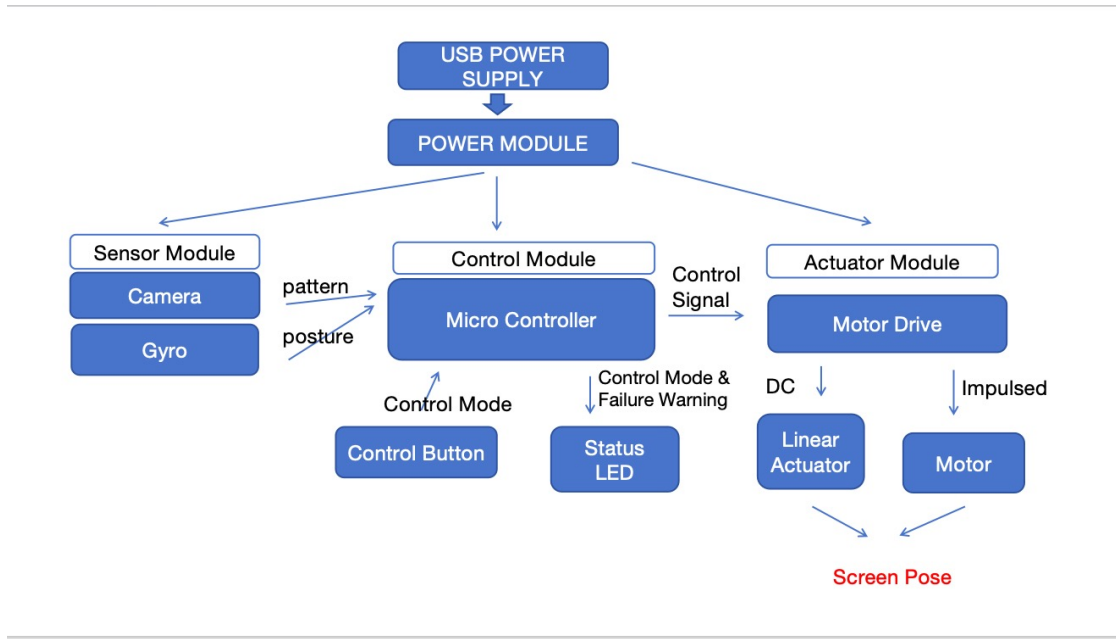 USB POWER
SUPPLY
POWER MODULE
Sensor Module
Camera
Gyro
pattern
posture
Control Module
Micro Controller
Control Mode
Control Button
Control Mode &
Failure Warning
Status
LED
Control
Signal
Actuator Module
Motor Drive
DC
Impulsed
Linear
Actuator
Motor
Screen Pose